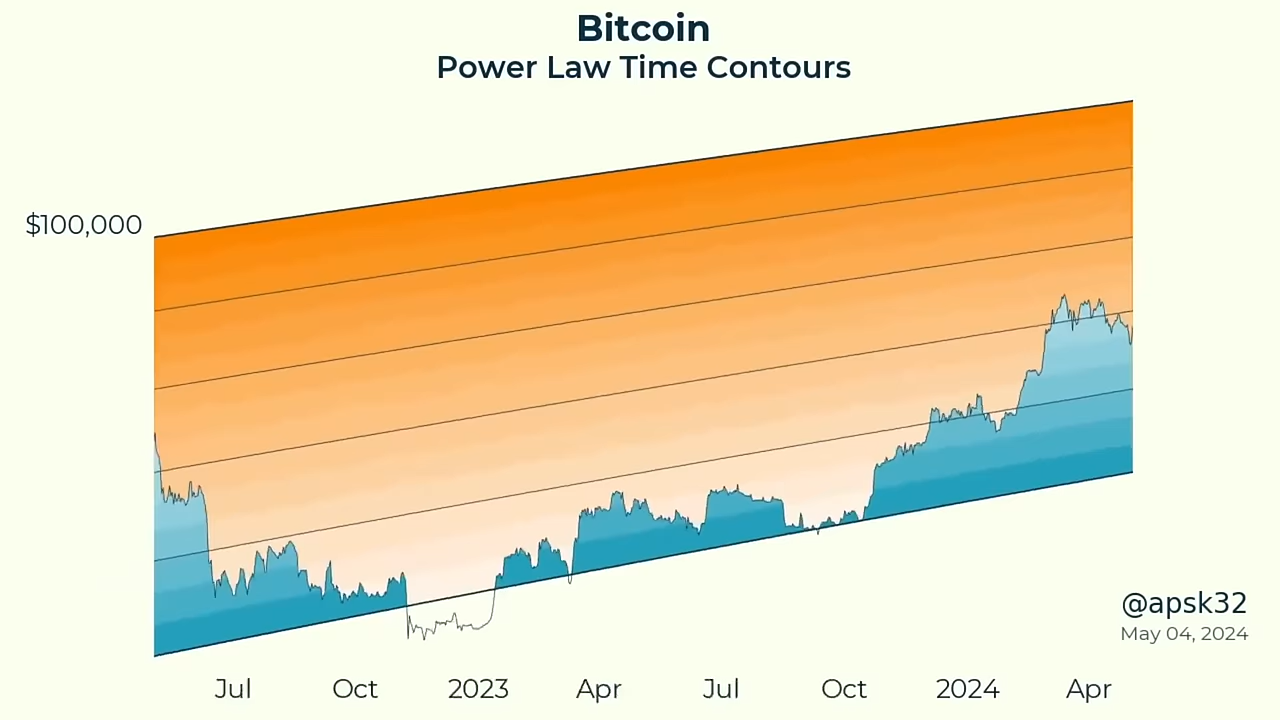 Bitcoin
Power Law Time Contours
$100,000
@apsk32
May 04, 2024
Jul Oct 2023 Apr Jul Oct 2024 Apr